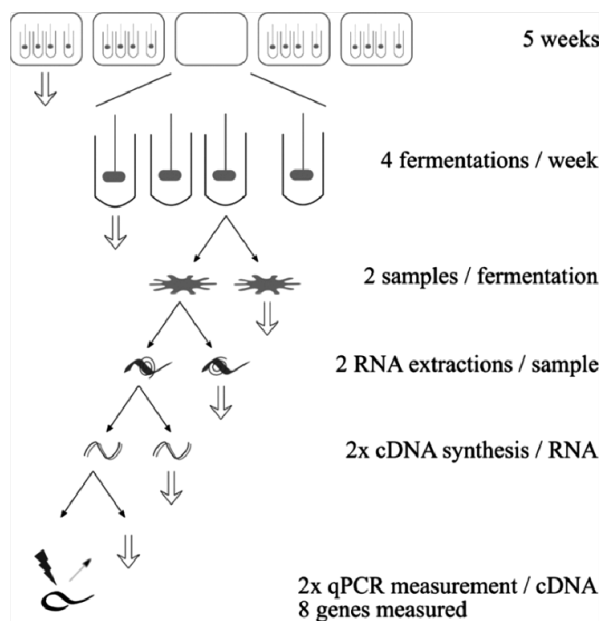 5 weeks
4 fermentations / week
2 samples / fermentation
2 RNA extractions / sample
2x cDNA synthesis / RNA
2x qPCR measurement / cDNA
8 genes measured